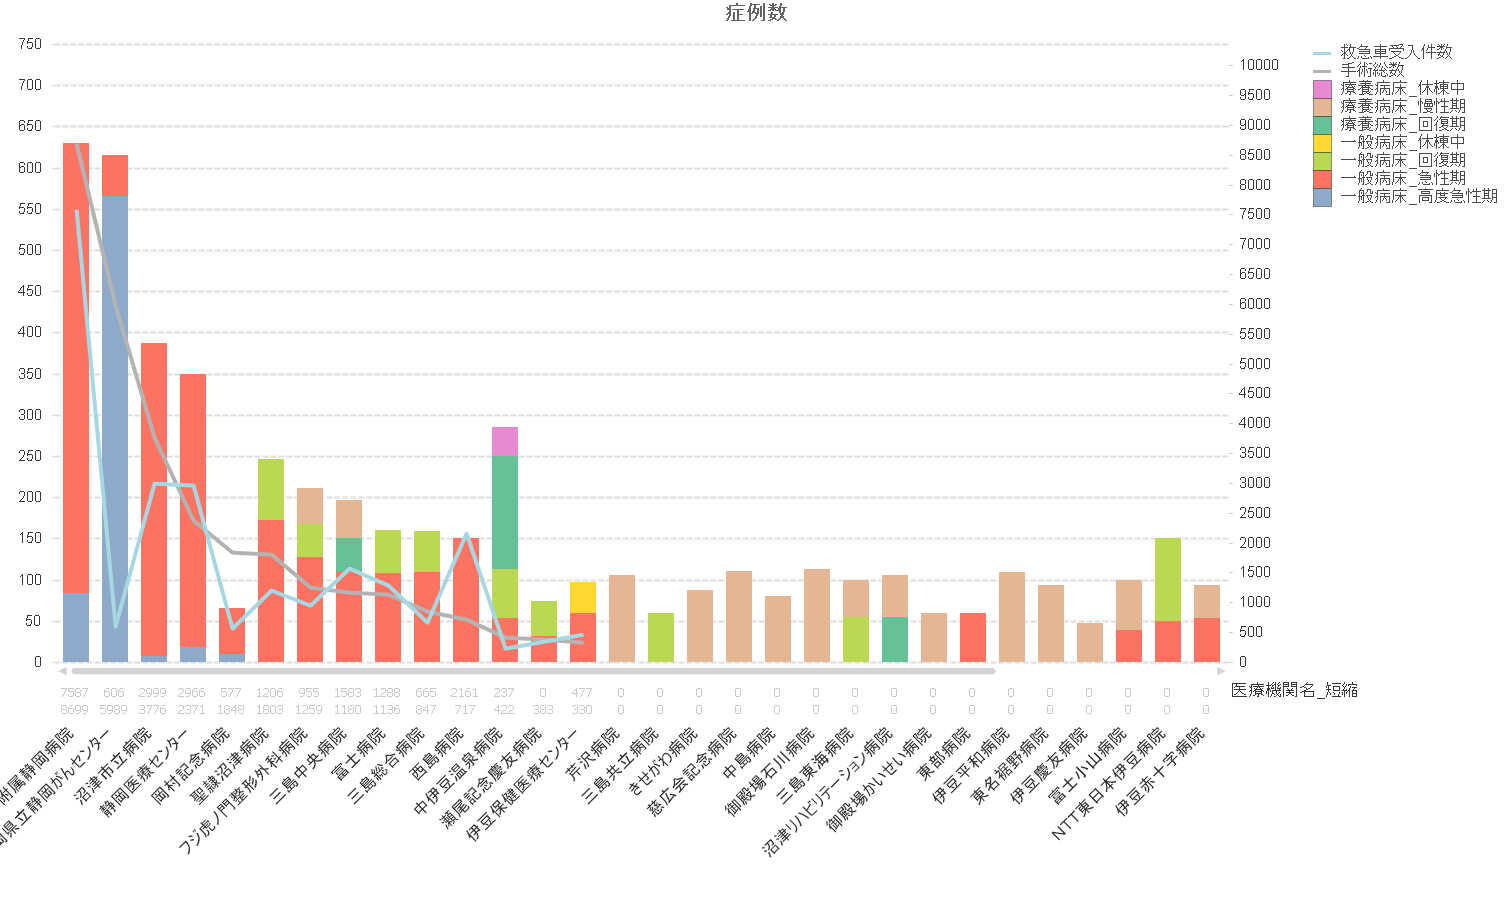 症例数
750
700
650
600
550
500
450
400
350
300
250
200
150
100
50
0
10000
9500
9000
8500
8000
7500
7000
6500
6000
5500
5000
4500
4000
3500
3000
2500
2000
1500
1000
500
0
救急車受入件数
手術総数
療養病床_休棟中
療養病床_慢性期
療養病床_回復期
一般病床_休棟中
一般病床_回復期
一般病床_急性期
一般病床_高度急性期
7587 606 2999 2966 577 1206 955 1583 1288 665 2161 237 0 477 0 0 0 0 0 0 0 0 0 0 0 0 0 0 0 0
医療機関名_短縮
8699 5989 3776 2371 1848 1803 1259 1180 1136 847 717 422 383 330 0 0 0 0 0 0 0 0 0 0 0 0 0 0 0 0
附属静岡病院
岡県立静岡がんセンター
沼津市立病院
静岡医療センター
岡村記念病院
聖隷沼津病院
フジ虎ノ門整形外科病院
三島中央病院
富士病院
三島総合病院
西島病院
中伊豆温泉病院
瀬尾記念慶友病院
伊豆保健医療センター
芹沢病院
三島共立病院
きせがわ病院
慈広会記念病院
中島病院
御殿場石川病院
三島東海病院
沼津リハビリテーション病院
御殿場かいせい病院
東部病院
伊豆平和病院
東名裾野病院
伊豆慶友病院
富士小山病院
NTT東日本伊豆病院
伊豆赤十字病院